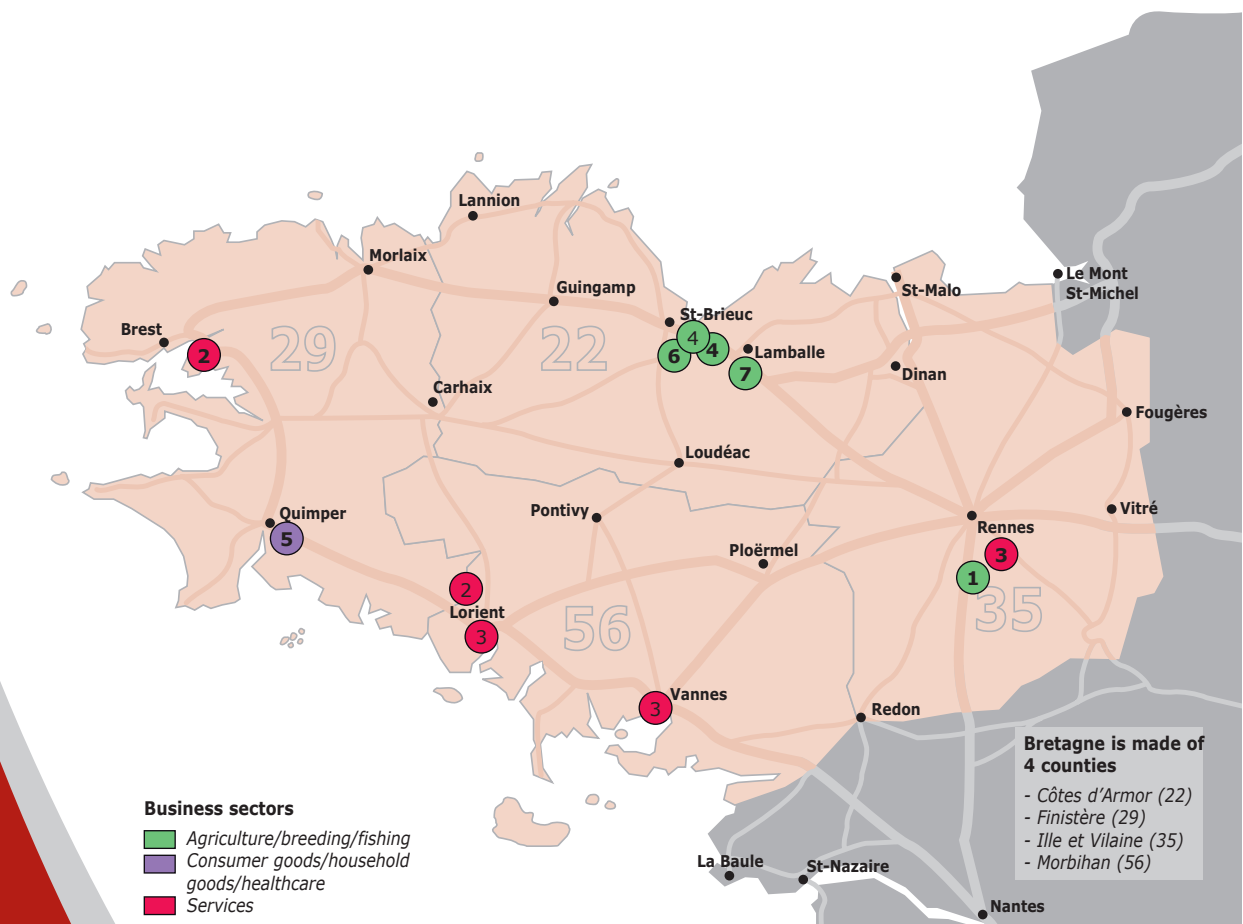 Lannion
Morlaix
Guingamp
Le Mont
St-Michel
St-Malo
St-Brieuc
Brest
4
2
29
22
6
4
Lamballe
7
Dinan
Carhaix
Fougères
Loudéac
Quimper
Pontivy
Vitré
Rennes
5
Ploërmel
3
1
2
Lorient
35
56
3
Vannes
3
Redon
Bretagne is made of
4 counties
- Côtes d'Armor (22)
- Finistère (29)
- Ille et Vilaine (35)
- Morbihan (56)
Business sectors
Agriculture/breeding/fishing
Consumer goods/household
goods/healthcare
Services
La Baule
St-Nazaire
Nantes